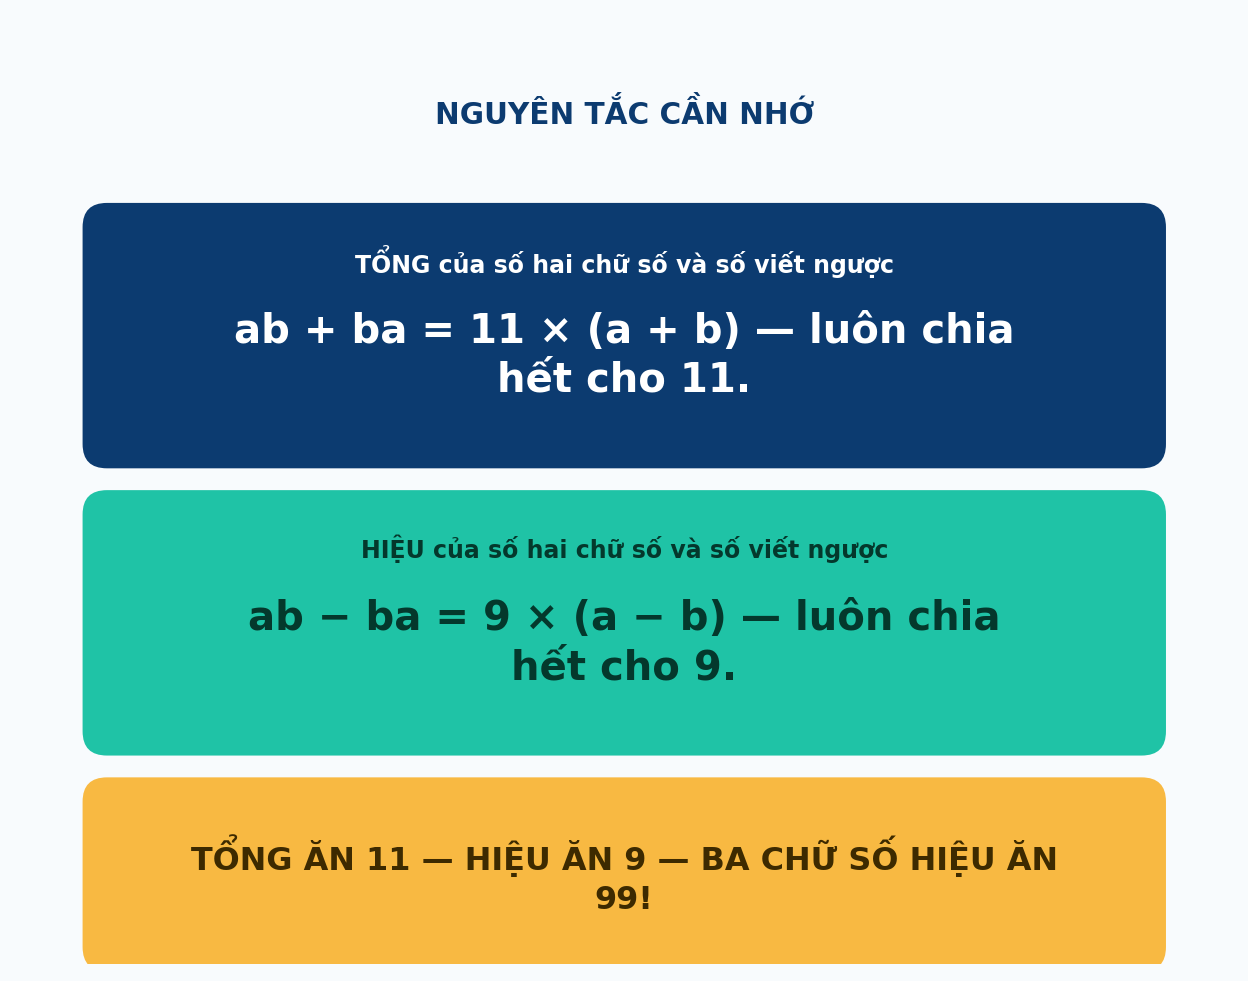 NGUYÊN TẮC CẦN NHỚ
TỔNG của số hai chữ số và số viết ngược
ab + ba = 11 × (a + b) — luôn chia
hết cho 11.
HIỆU của số hai chữ số và số viết ngược
ab − ba = 9 × (a − b) — luôn chia
hết cho 9.
TỔNG ĂN 11 — HIỆU ĂN 9 — BA CHỮ SỐ HIỆU ĂN
99!